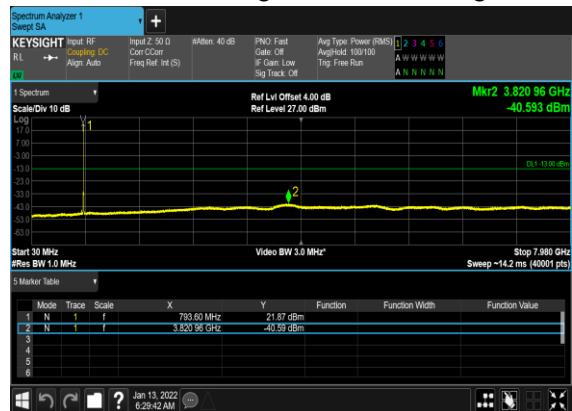 Spectrum Analyzer 1
Swept SA
+
KEYSIGHT Input: RF Input Z: 50 Ω #Atten: 40 dB PNO: Fast Avg Type: Power (RMS) 1 2 3 4 5 6
RL Coupling: DC Corr CCorr Gate: Off Avg|Hold: 100/100 A W W W W W
Align: Auto Freq Ref: Int (S) IF Gain: Low Trig: Free Run
Sig Track: Off A N N N N N
1 Spectrum Ref Lvl Offset 4.00 dB Mkr2 3.820 96 GHz
Scale/Div 10 dB Ref Level 27.00 dBm -40.593 dBm
Log
17.0 1
7.00
-3.00
-13.0 DL1 -13.00 dBm
-23.0
-33.0 2
-43.0
-53.0
-63.0
Start 30 MHz Video BW 3.0 MHz* Stop 7.980 GHz
#Res BW 1.0 MHz Sweep ~14.2 ms (40001 pts)
5 Marker Table
Mode Trace Scale X Y Function Function Width Function Value
1 N 1 f 793.60 MHz 21.87 dBm
2 N 1 f 3.820 96 GHz -40.59 dBm
3
4
5
6
? Jan 13, 2022
6:29:42 AM